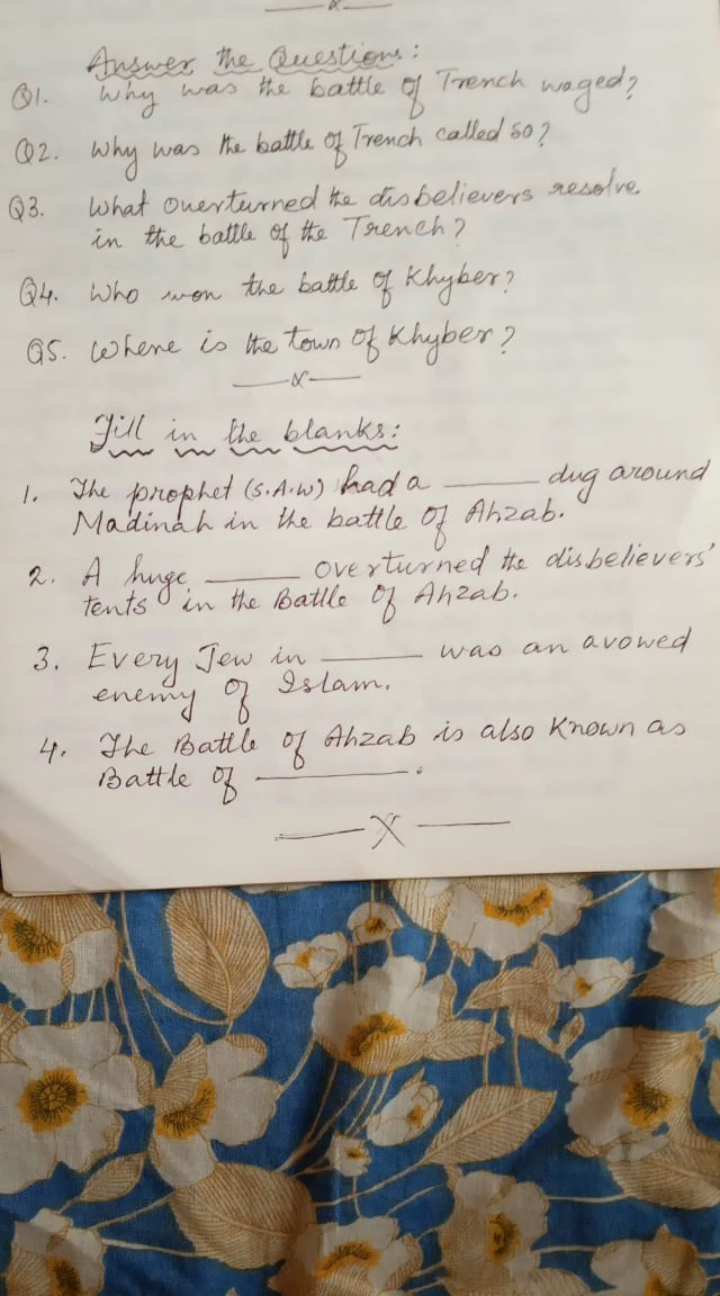 Answer the Questions:
Q1. Why was the battle of Trench waged?
Q2. Why was the battle of Trench called so?
Q3. What overturned the disbelievers resolve
in the battle of the Trench?
Q4. Who won the battle of Khyber?
Q5. Where is the town of Khyber?
Fill in the blanks:
1. The prophet (S.A.W) had a ______ dug around
Madinah in the battle of Ahzab.
2. A huge ______ overturned the disbelievers'
tents in the Battle of Ahzab.
3. Every Jew in ______ was an avowed
enemy of Islam.
4. The Battle of Ahzab is also known as
Battle of ______.